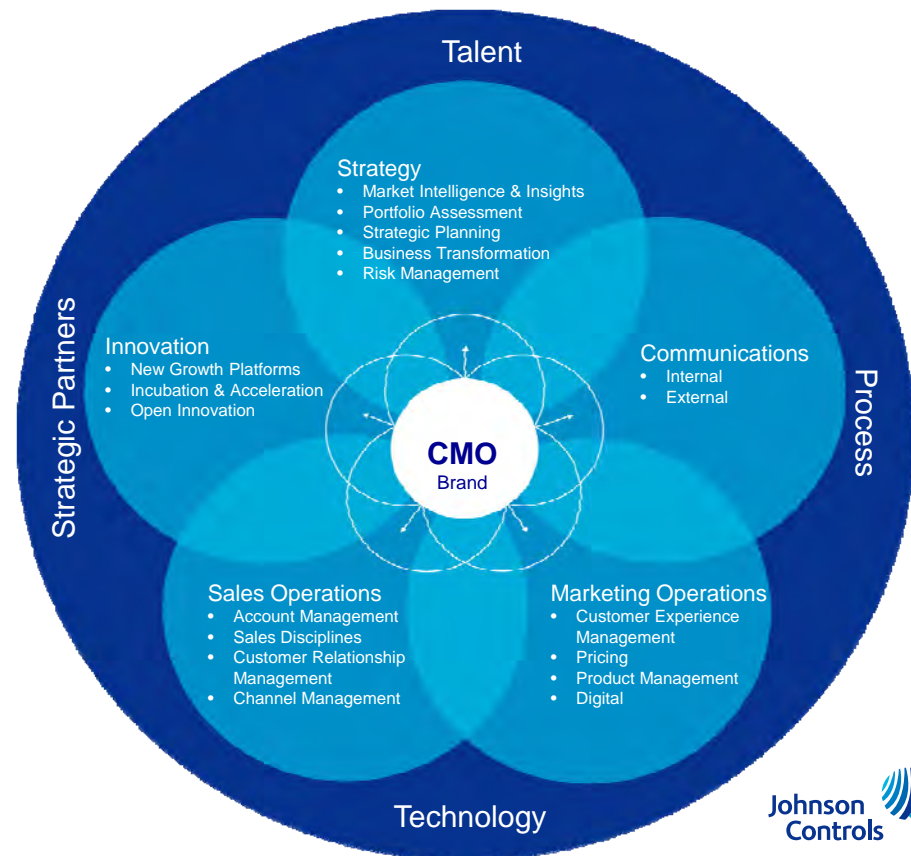 Talent
Strategy
• Market Intelligence & Insights
• Portfolio Assessment
• Strategic Planning
• Business Transformation
• Risk Management
Strategic Partners
Innovation
• New Growth Platforms
• Incubation & Acceleration
• Open Innovation
Communications
• Internal
• External
Process
CMO
Brand
Sales Operations
• Account Management
• Sales Disciplines
• Customer Relationship
Management
• Channel Management
Marketing Operations
• Customer Experience
Management
• Pricing
• Product Management
• Digital
Technology
Johnson
Controls